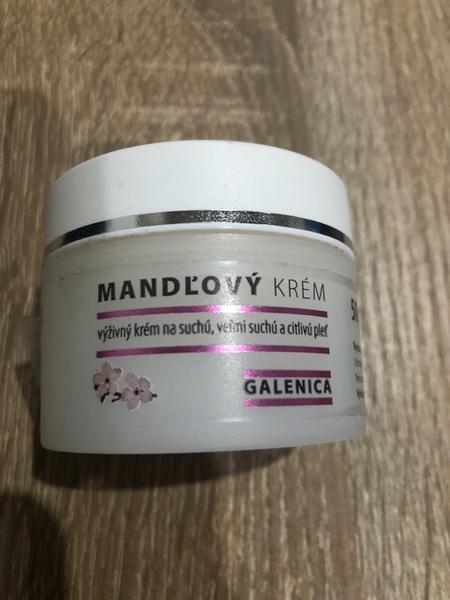 MANDĽOVÝ KRÉM
výživný krém na suchú, veľmi suchú a citlivú pleť
GALENICA